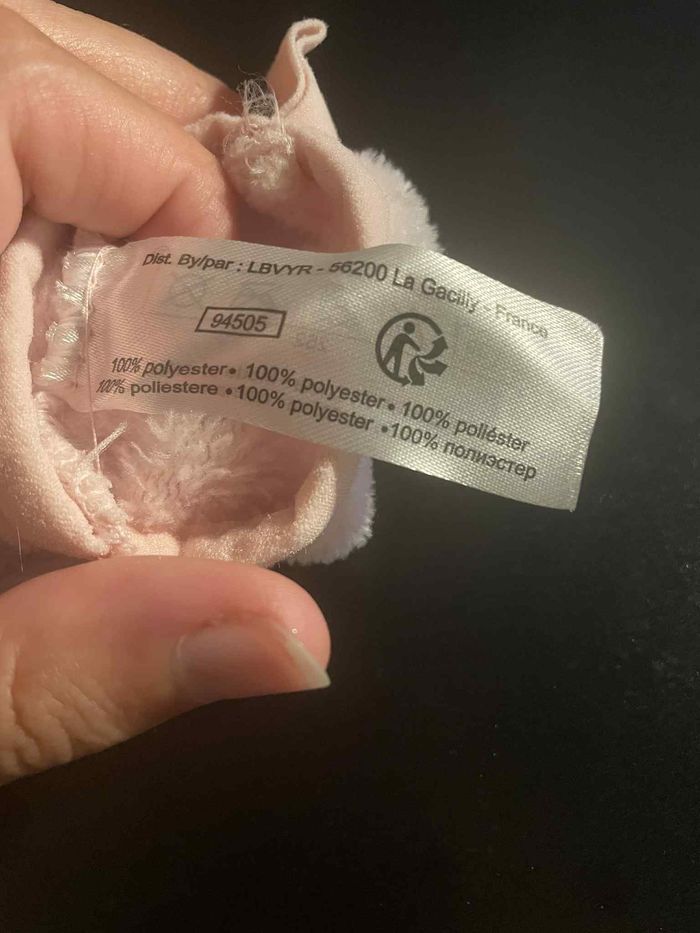 Dist. By/par : LBVYR - 56200 La Gacilly - France
94505
100% polyester• 100% polyester• 100% poliéster
100% poliestere •100% polyester •100% полиэстер